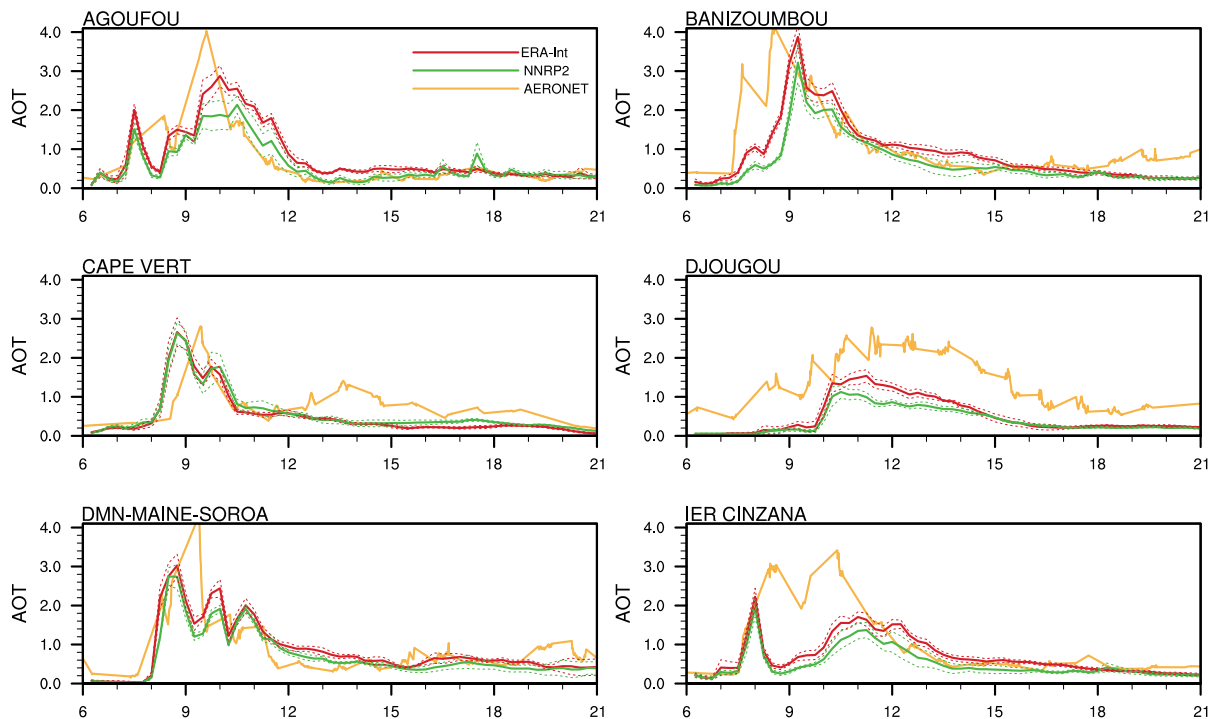 AGOUFOU
AOT
4.0
3.0
2.0
1.0
0.0
ERA-Int
NNRP2
AERONET
6 9 12 15 18 21
BANIZOUMBOU
AOT
4.0
3.0
2.0
1.0
0.0
6 9 12 15 18 21
CAPE VERT
AOT
4.0
3.0
2.0
1.0
0.0
6 9 12 15 18 21
DJOUGOU
AOT
4.0
3.0
2.0
1.0
0.0
6 9 12 15 18 21
DMN-MAINE-SOROA
AOT
4.0
3.0
2.0
1.0
0.0
6 9 12 15 18 21
IER CINZANA
AOT
4.0
3.0
2.0
1.0
0.0
6 9 12 15 18 21